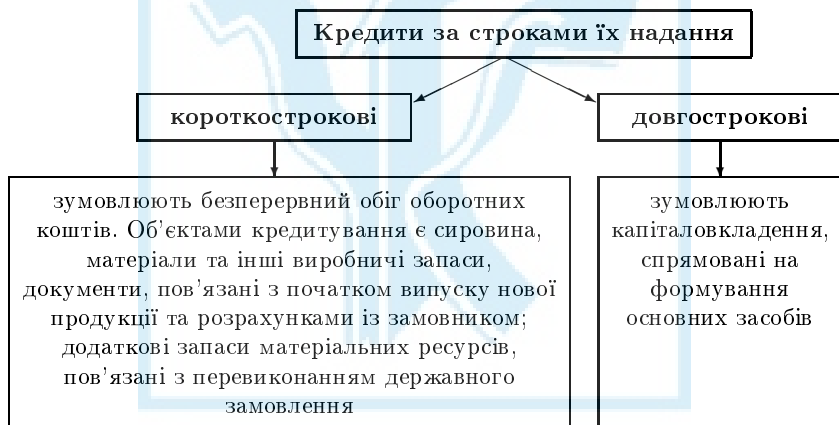 Кредити за строками їх надання
короткострокові
довгострокові
зумовлюють безперервний обіг оборотних
коштів. Об'єктами кредитування є сировина,
матеріали та інші виробничі запаси,
документи, пов'язані з початком випуску нової
продукції та розрахунками із замовником;
додаткові запаси матеріальних ресурсів,
пов'язані з перевиконанням державного
замовлення
зумовлюють
капіталовкладення,
спрямовані на
формування
основних засобів